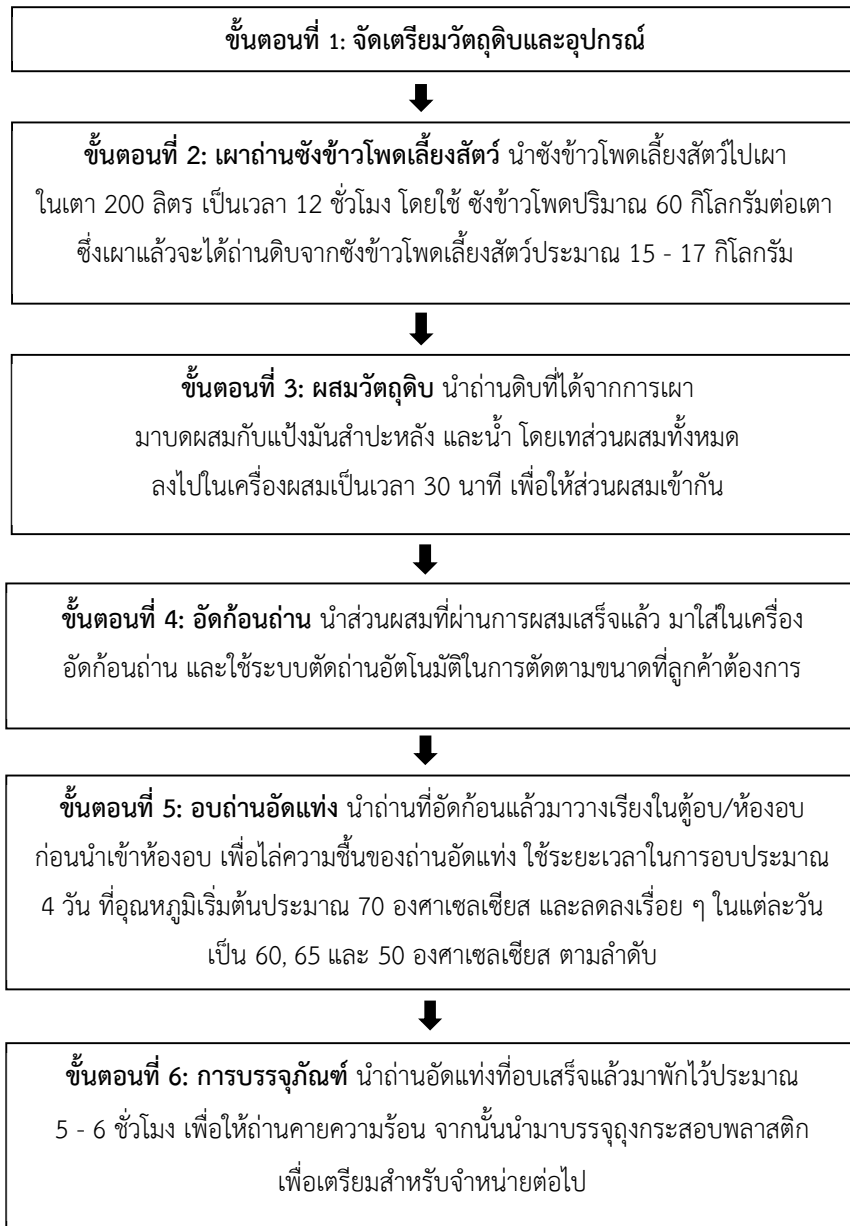 ขั้นตอนที่ 1: จัดเตรียมวัตถุดิบและอุปกรณ์
ขั้นตอนที่ 2: เผาถ่านซังข้าวโพดเลี้ยงสัตว์ นำซังข้าวโพดเลี้ยงสัตว์ไปเผา
ในเตา 200 ลิตร เป็นเวลา 12 ชั่วโมง โดยใช้ ซังข้าวโพดปริมาณ 60 กิโลกรัมต่อเตา
ซึ่งเผาแล้วจะได้ถ่านดิบจากซังข้าวโพดเลี้ยงสัตว์ประมาณ 15 - 17 กิโลกรัม
ขั้นตอนที่ 3: ผสมวัตถุดิบ นำถ่านดิบที่ได้จากการเผา
มาบดผสมกับแป้งมันสำปะหลัง และน้ำ โดยเทส่วนผสมทั้งหมด
ลงไปในเครื่องผสมเป็นเวลา 30 นาที เพื่อให้ส่วนผสมเข้ากัน
ขั้นตอนที่ 4: อัดก้อนถ่าน นำส่วนผสมที่ผ่านการผสมเสร็จแล้ว มาใส่ในเครื่อง
อัดก้อนถ่าน และใช้ระบบตัดถ่านอัตโนมัติในการตัดตามขนาดที่ลูกค้าต้องการ
ขั้นตอนที่ 5: อบถ่านอัดแท่ง นำถ่านที่อัดก้อนแล้วมาวางเรียงในตู้อบ/ห้องอบ
ก่อนนำเข้าห้องอบ เพื่อไล่ความชื้นของถ่านอัดแท่ง ใช้ระยะเวลาในการอบประมาณ
4 วัน ที่อุณหภูมิเริ่มต้นประมาณ 70 องศาเซลเซียส และลดลงเรื่อย ๆ ในแต่ละวัน
เป็น 60, 65 และ 50 องศาเซลเซียส ตามลำดับ
ขั้นตอนที่ 6: การบรรจุภัณฑ์ นำถ่านอัดแท่งที่อบเสร็จแล้วมาพักไว้ประมาณ
5 - 6 ชั่วโมง เพื่อให้ถ่านคายความร้อน จากนั้นนำมาบรรจุถุงกระสอบพลาสติก
เพื่อเตรียมสำหรับจำหน่ายต่อไป